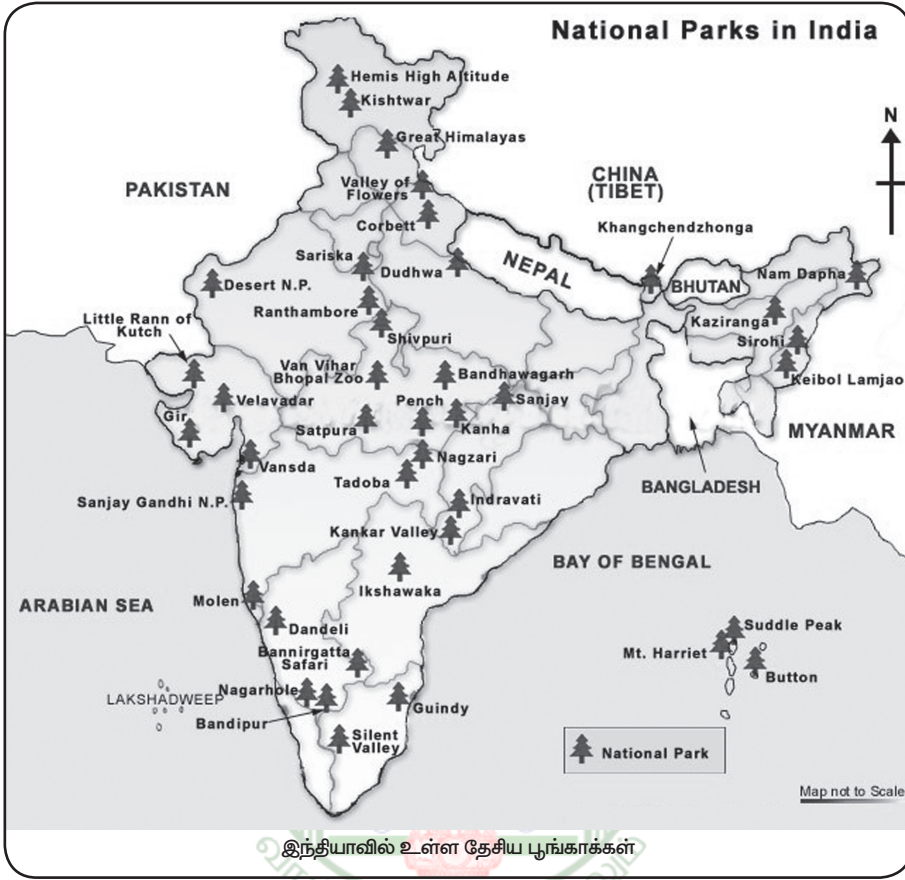 National Parks in India
Hemis High Altitude
Kishtwar
Great Himalayas
N
PAKISTAN
Valley of
Flowers
CHINA
(TIBET)
Corbett
Khangchendzhonga
Sariska
Dudhwa
NEPAL
BHUTAN
Nam Dapha
Desert N.P.
Ranthambore
Kaziranga
Little Rann of
Kutch
Shivpuri
Sirohi
Van Vihar
Bhopal Zoo
Bandhawagarh
Keibol Lamjao
Velavadar
Pench
Sanjay
Gir
Satpura
Kanha
MYANMAR
Vansda
Nagzari
Tadoba
BANGLADESH
Sanjay Gandhi N.P.
Indravati
Kankar Valley
BAY OF BENGAL
Ikshawaka
ARABIAN SEA
Molen
Dandeli
Suddle Peak
Bannirgatta
Safari
Mt. Harriet
Button
LAKSHADWEEP
Nagarhole
Bandipur
Guindy
Silent
Valley
National Park
Map not to Scale
இந்தியாவில் உள்ள தேசிய பூங்காக்கள்